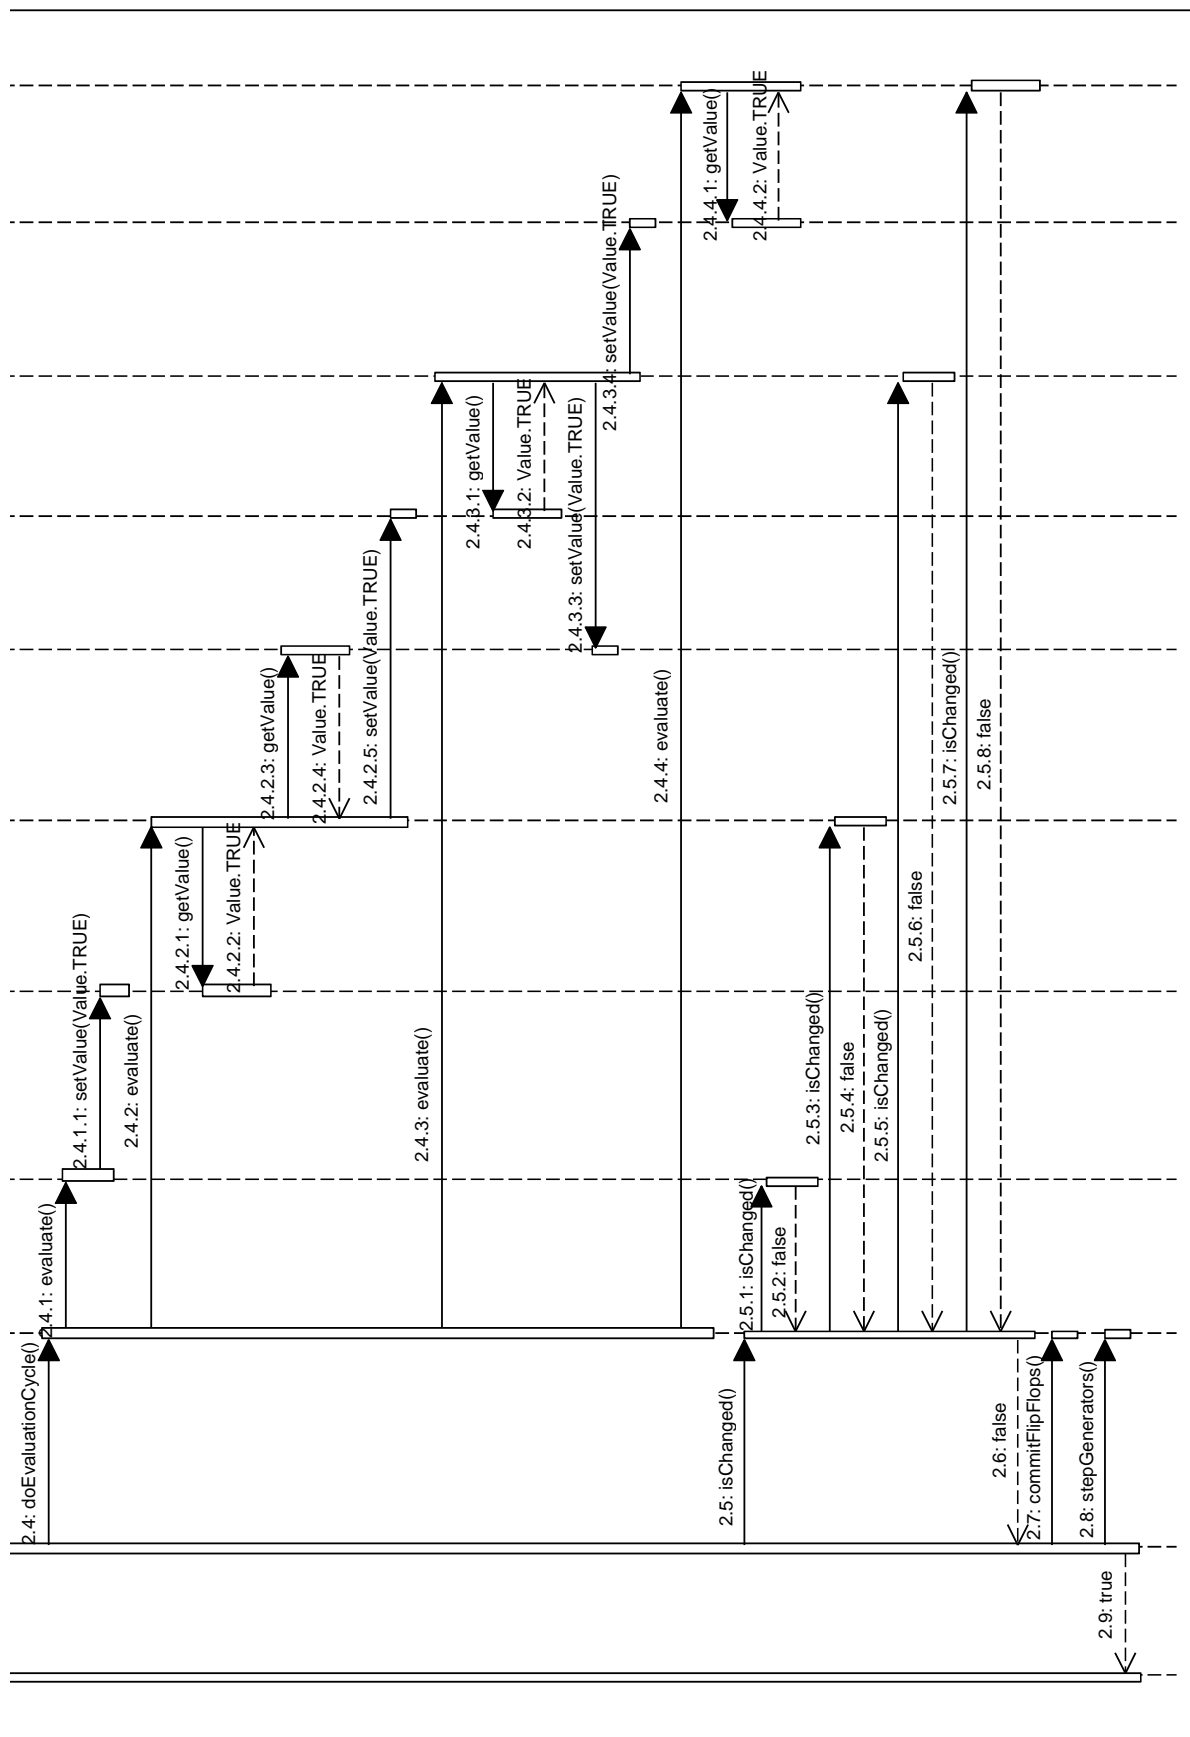 2.4: doEvaluationCycle()
2.4.1: evaluate()
2.4.1.1: setValue(Value.TRUE)
2.4.2: evaluate()
2.4.2.1: getValue()
2.4.2.2: Value.TRUE
2.4.2.3: getValue()
2.4.2.4: Value.TRUE
2.4.2.5: setValue(Value.TRUE)
2.4.3: evaluate()
2.4.3.1: getValue()
2.4.3.2: Value.TRUE
2.4.3.3: setValue(Value.TRUE)
2.4.3.4: setValue(Value.TRUE)
2.4.4: evaluate()
2.4.4.1: getValue()
2.4.4.2: Value.TRUE
2.5: isChanged()
2.5.1: isChanged()
2.5.2: false
2.5.3: isChanged()
2.5.4: false
2.5.5: isChanged()
2.5.6: false
2.5.7: isChanged()
2.5.8: false
2.6: false
2.7: commitFlipFlops()
2.8: stepGenerators()
2.9: true